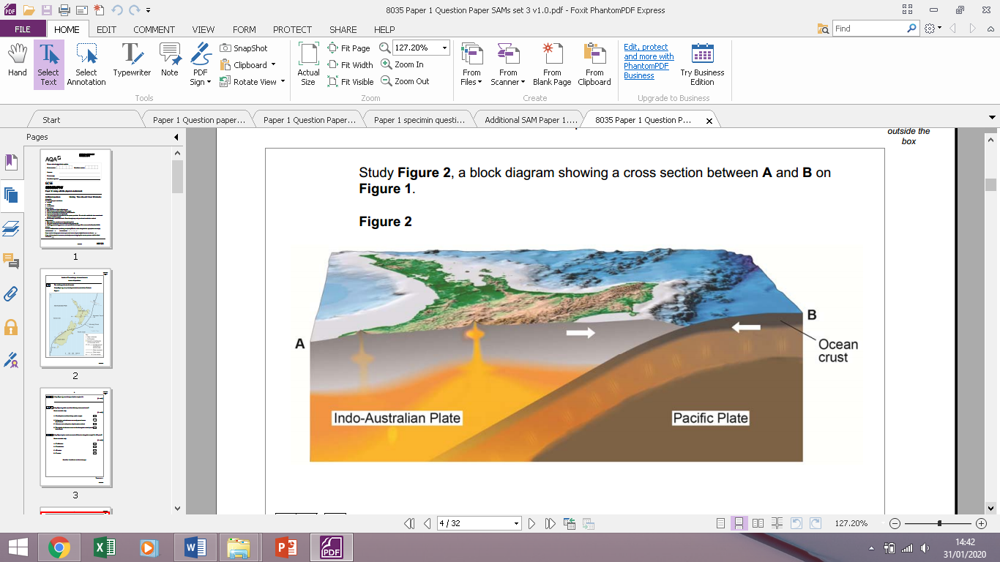 8035 Paper 1 Question Paper SAMs set 3 v1.0.pdf - Foxit PhantomPDF Express
FILE HOME EDIT COMMENT VIEW FORM PROTECT SHARE HELP
Find
Hand
Select
Text
Select
Annotation
Typewriter
Note
PDF
Sign
SnapShot
Clipboard
Rotate View
Tools
Actual
Size
Fit Page
Fit Width
Fit Visible
127.20%
Zoom In
Zoom Out
Zoom
From
Files
From
Scanner
From
Blank Page
From
Clipboard
Create
Edit, protect
and more with
PhantomPDF
Business
Try Business
Edition
Upgrade to Business
Start
Paper 1 Question paper...
Paper 1 Question Paper...
Paper 1 specimin questi...
Additional SAM Paper 1....
8035 Paper 1 Question P...
Pages
AQA
1
2
3
outside the
box
Study Figure 2, a block diagram showing a cross section between A and B on
Figure 1.
Figure 2
A
B
Ocean
crust
Indo-Australian Plate
Pacific Plate
4 / 32
127.20%
14:42
31/01/2020